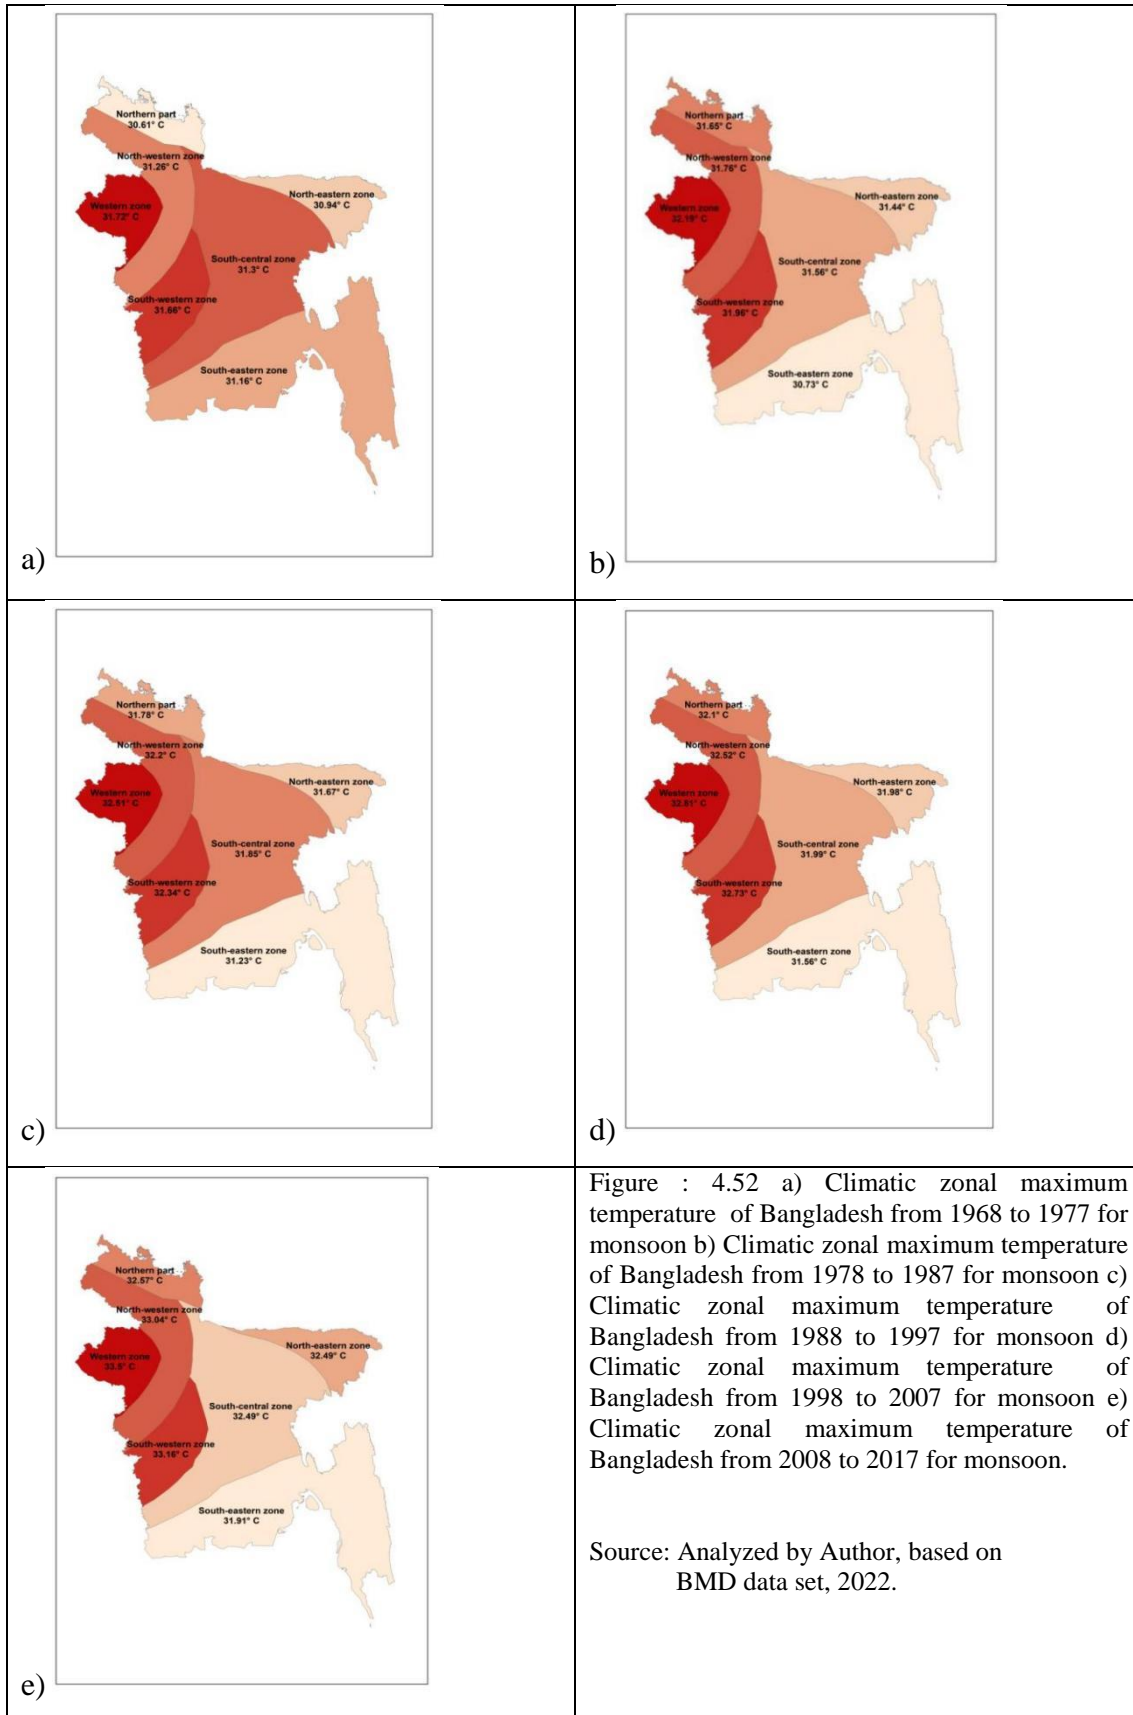 Northern part
30.61° C
North-western zone
31.26° C
Western zone
31.72° C
North-eastern zone
30.94° C
South-central zone
31.3° C
South-western zone
31.66° C
South-eastern zone
31.16° C
a)
Northern part
31.65° C
North-western zone
31.76° C
Western zone
32.19° C
North-eastern zone
31.44° C
South-central zone
31.56° C
South-western zone
31.96° C
South-eastern zone
30.73° C
b)
Northern part
31.78° C
North-western zone
32.2° C
Western zone
32.91° C
North-eastern zone
31.67° C
South-central zone
31.85° C
South-western zone
32.34° C
South-eastern zone
31.23° C
c)
Northern part
32.1° C
North-western zone
32.52° C
Western zone
32.81° C
North-eastern zone
31.98° C
South-central zone
31.99° C
South-western zone
32.73° C
South-eastern zone
31.56° C
d)
Northern part
32.57° C
North-western zone
33.04° C
Western zone
33.5° C
North-eastern zone
32.49° C
South-central zone
32.49° C
South-western zone
33.16° C
South-eastern zone
31.91° C
e)
Figure : 4.52 a) Climatic zonal maximum
temperature of Bangladesh from 1968 to 1977 for
monsoon b) Climatic zonal maximum temperature
of Bangladesh from 1978 to 1987 for monsoon c)
Climatic zonal maximum temperature of
Bangladesh from 1988 to 1997 for monsoon d)
Climatic zonal maximum temperature of
Bangladesh from 1998 to 2007 for monsoon e)
Climatic zonal maximum temperature of
Bangladesh from 2008 to 2017 for monsoon.
Source: Analyzed by Author, based on
BMD data set, 2022.